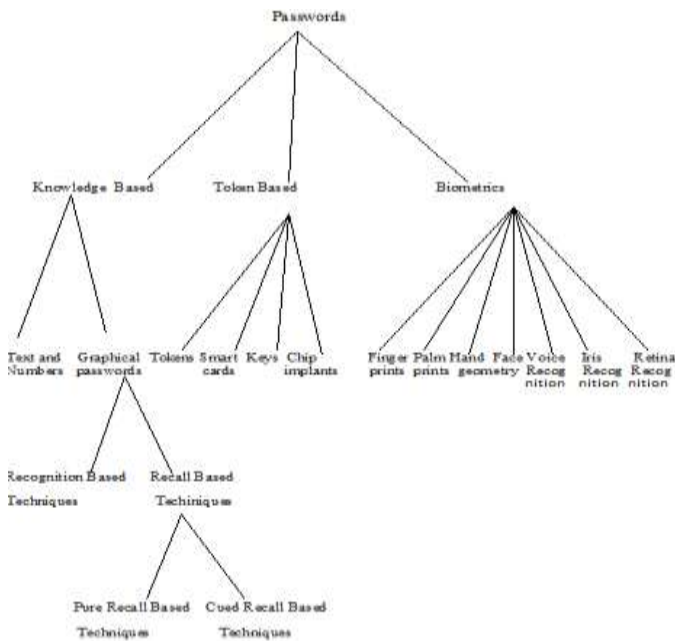 Passwords
Knowledge Based Token Based Biometrics
Text and Graphical Tokens Smart Keys Chip Finger Palm Hand Face Voice Iris Retina
Numbers passwords cards implants prints prints geometry Recog Recog Recog
nition nition nition
Recognition Based Recall Based
Techniques Techiniques
Pure Recall Based Cued Recall Based
Techniques Techniques